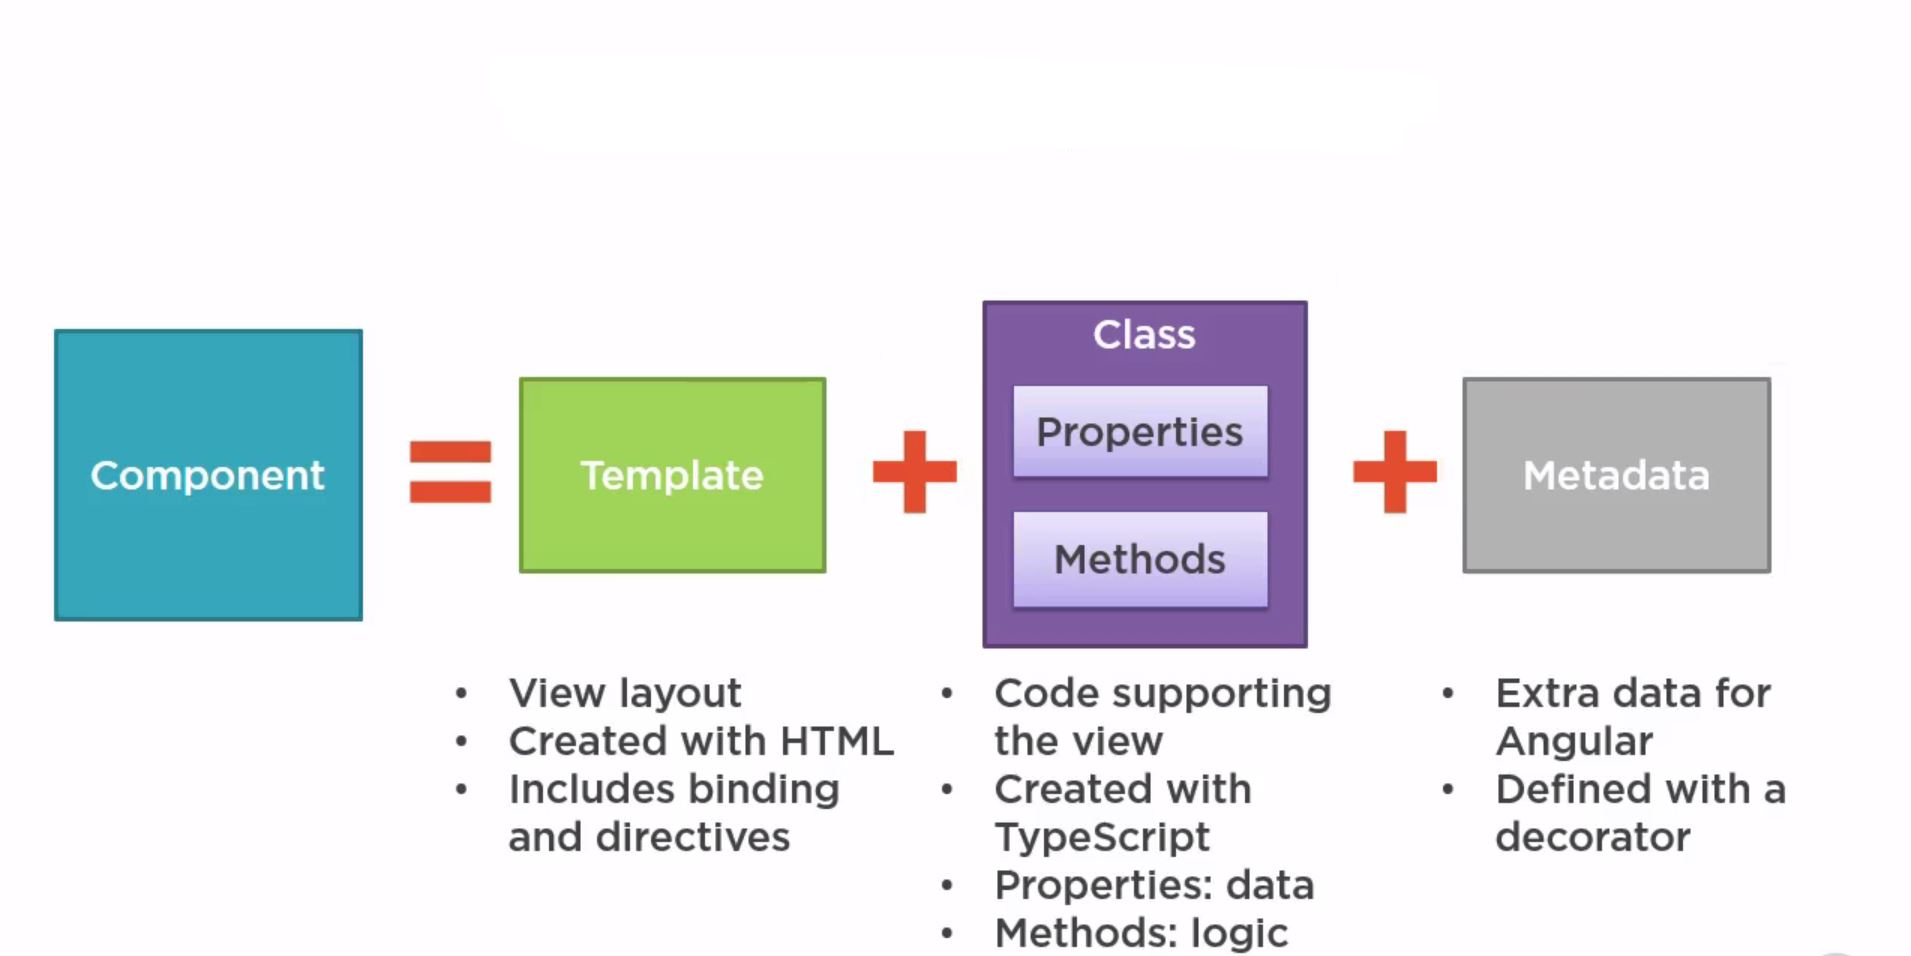 Component
=
Template
+
Class
Properties
Methods
+
Metadata
• View layout
• Created with HTML
• Includes binding
and directives
• Code supporting
the view
• Created with
TypeScript
• Properties: data
• Methods: logic
• Extra data for
Angular
• Defined with a
decorator